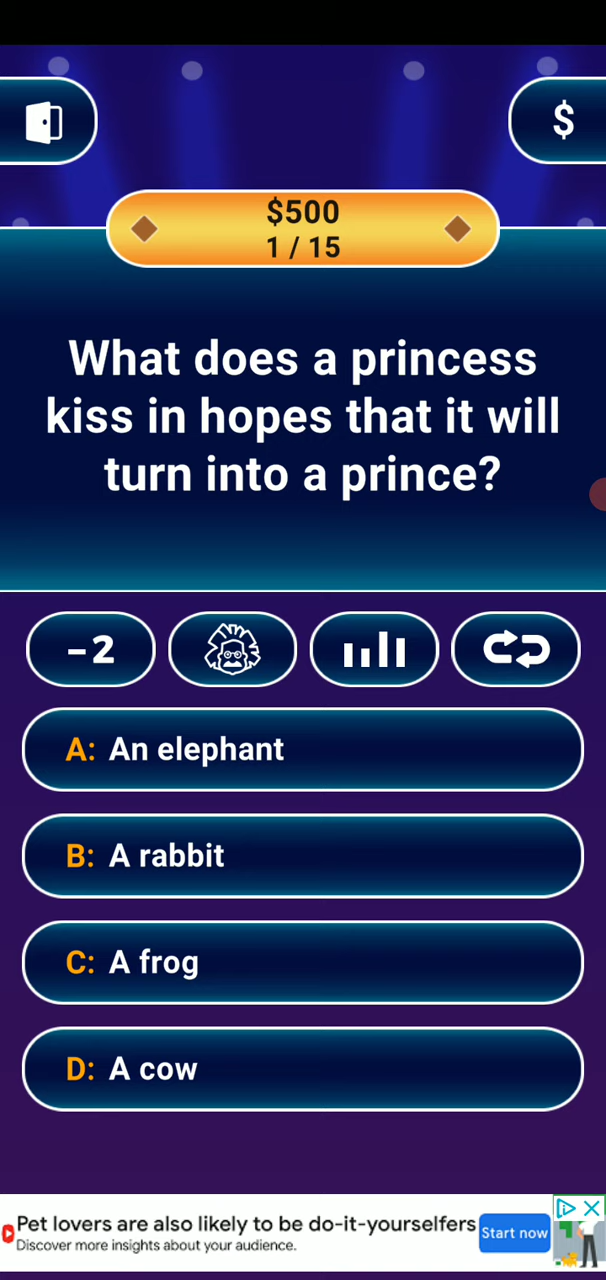 $
$500
1 / 15
What does a princess
kiss in hopes that it will
turn into a prince?
-2
A: An elephant
B: A rabbit
C: A frog
D: A cow
Pet lovers are also likely to be do-it-yourselfers
Discover more insights about your audience.
Start now